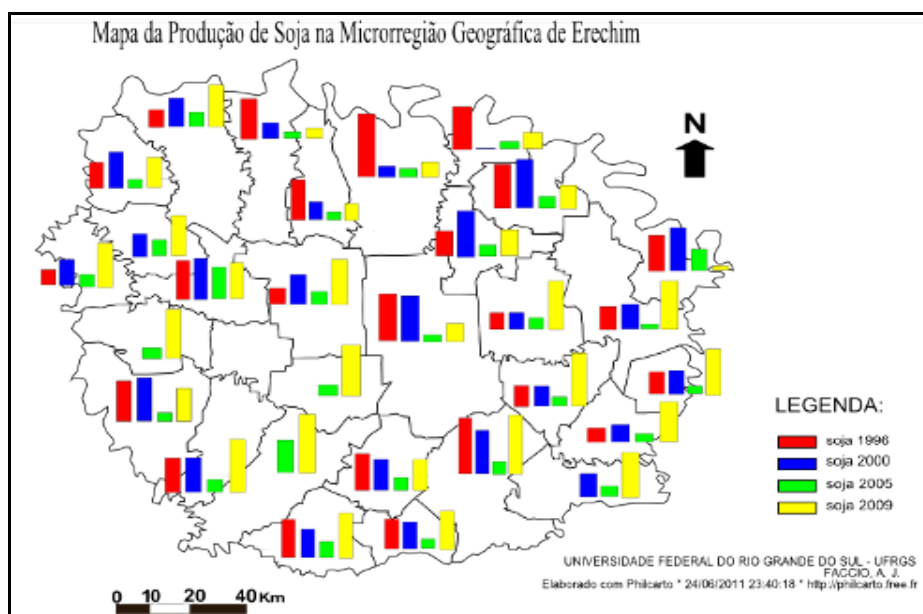 Mapa da Produção de Soja na Microrregião Geográfica de Erechim
N
LEGENDA:
soja 1996
soja 2000
soja 2005
soja 2009
UNIVERSIDADE FEDERAL DO RIO GRANDE DO SUL - UFRGS
FACCIO, A. J.
Elaborado com Philcarto * 24/06/2011 23:40:18 * http://philcarto.free.fr
0 10 20 40 Km